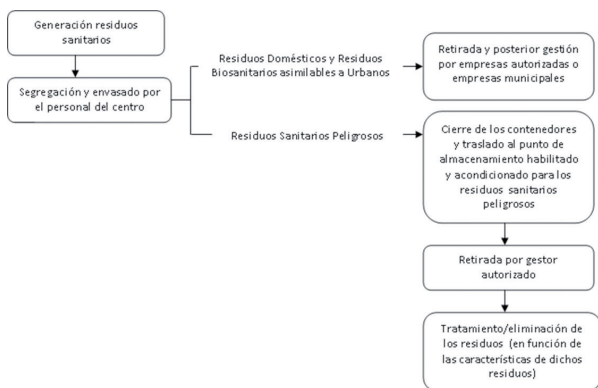 Generación residuos
sanitarios
Segregación y envasado por
el personal del centro
Residuos Domésticos y Residuos
Biosanitarios asimilables a Urbanos
Retirada y posterior gestión
por empresas autorizadas o
empresas municipales
Residuos Sanitarios Peligrosos
Cierre de los contenedores
y traslado al punto de
almacenamiento habilitado
y acondicionado para los
residuos sanitarios
peligrosos
Retirada por gestor
autorizado
Tratamiento/eliminación de
los residuos (en función de
las características de dichos
residuos)